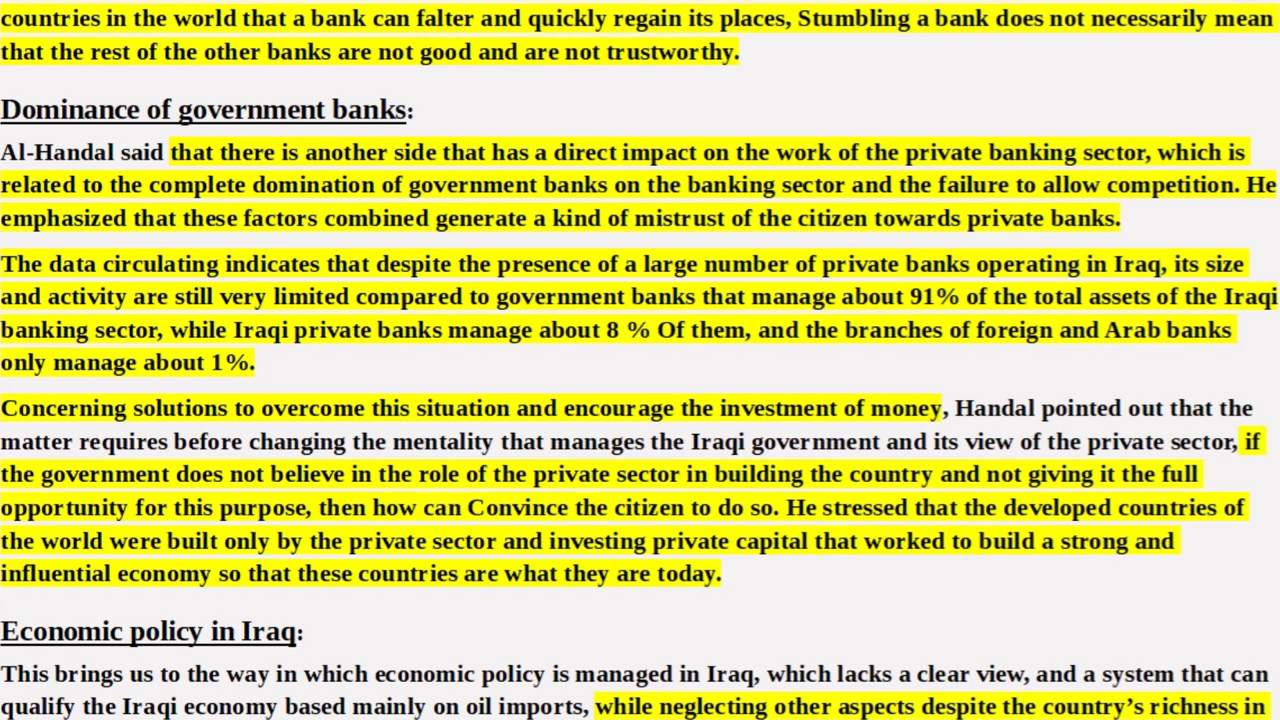 countries in the world that a bank can falter and quickly regain its places, Stumbling a bank does not necessarily mean
that the rest of the other banks are not good and are not trustworthy.
Dominance of government banks:
Al-Handal said that there is another side that has a direct impact on the work of the private banking sector, which is
related to the complete domination of government banks on the banking sector and the failure to allow competition. He
emphasized that these factors combined generate a kind of mistrust of the citizen towards private banks.
The data circulating indicates that despite the presence of a large number of private banks operating in Iraq, its size
and activity are still very limited compared to government banks that manage about 91% of the total assets of the Iraqi
banking sector, while Iraqi private banks manage about 8 % Of them, and the branches of foreign and Arab banks
only manage about 1%.
Concerning solutions to overcome this situation and encourage the investment of money, Handal pointed out that the
matter requires before changing the mentality that manages the Iraqi government and its view of the private sector, if
the government does not believe in the role of the private sector in building the country and not giving it the full
opportunity for this purpose, then how can Convince the citizen to do so. He stressed that the developed countries of
the world were built only by the private sector and investing private capital that worked to build a strong and
influential economy so that these countries are what they are today.
Economic policy in Iraq:
This brings us to the way in which economic policy is managed in Iraq, which lacks a clear view, and a system that can
qualify the Iraqi economy based mainly on oil imports, while neglecting other aspects despite the country’s richness in